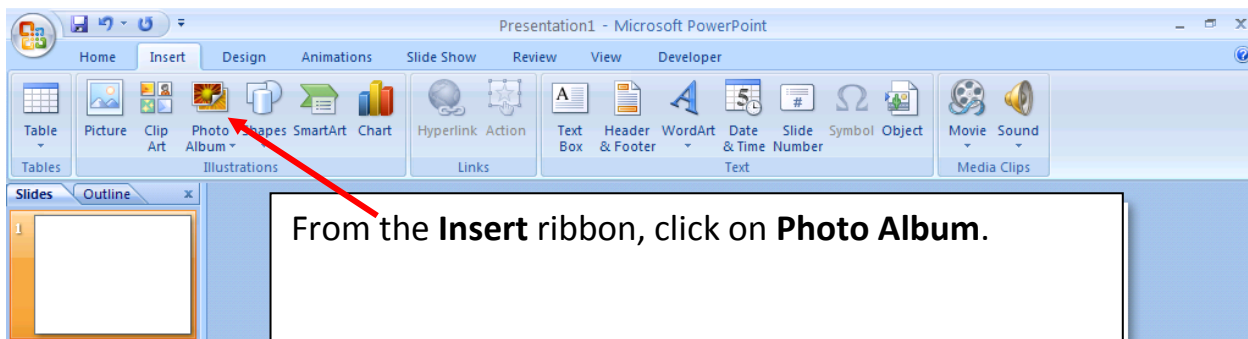 Presentation1 - Microsoft PowerPoint
Home Insert Design Animations Slide Show Review View Developer
Table Picture Clip Art Photo Album Shapes SmartArt Chart Hyperlink Action Text Box Header & Footer WordArt Date & Time Slide Number Symbol Object Movie Sound
Tables Illustrations Links Text Media Clips
Slides Outline x
1
From the Insert ribbon, click on Photo Album.